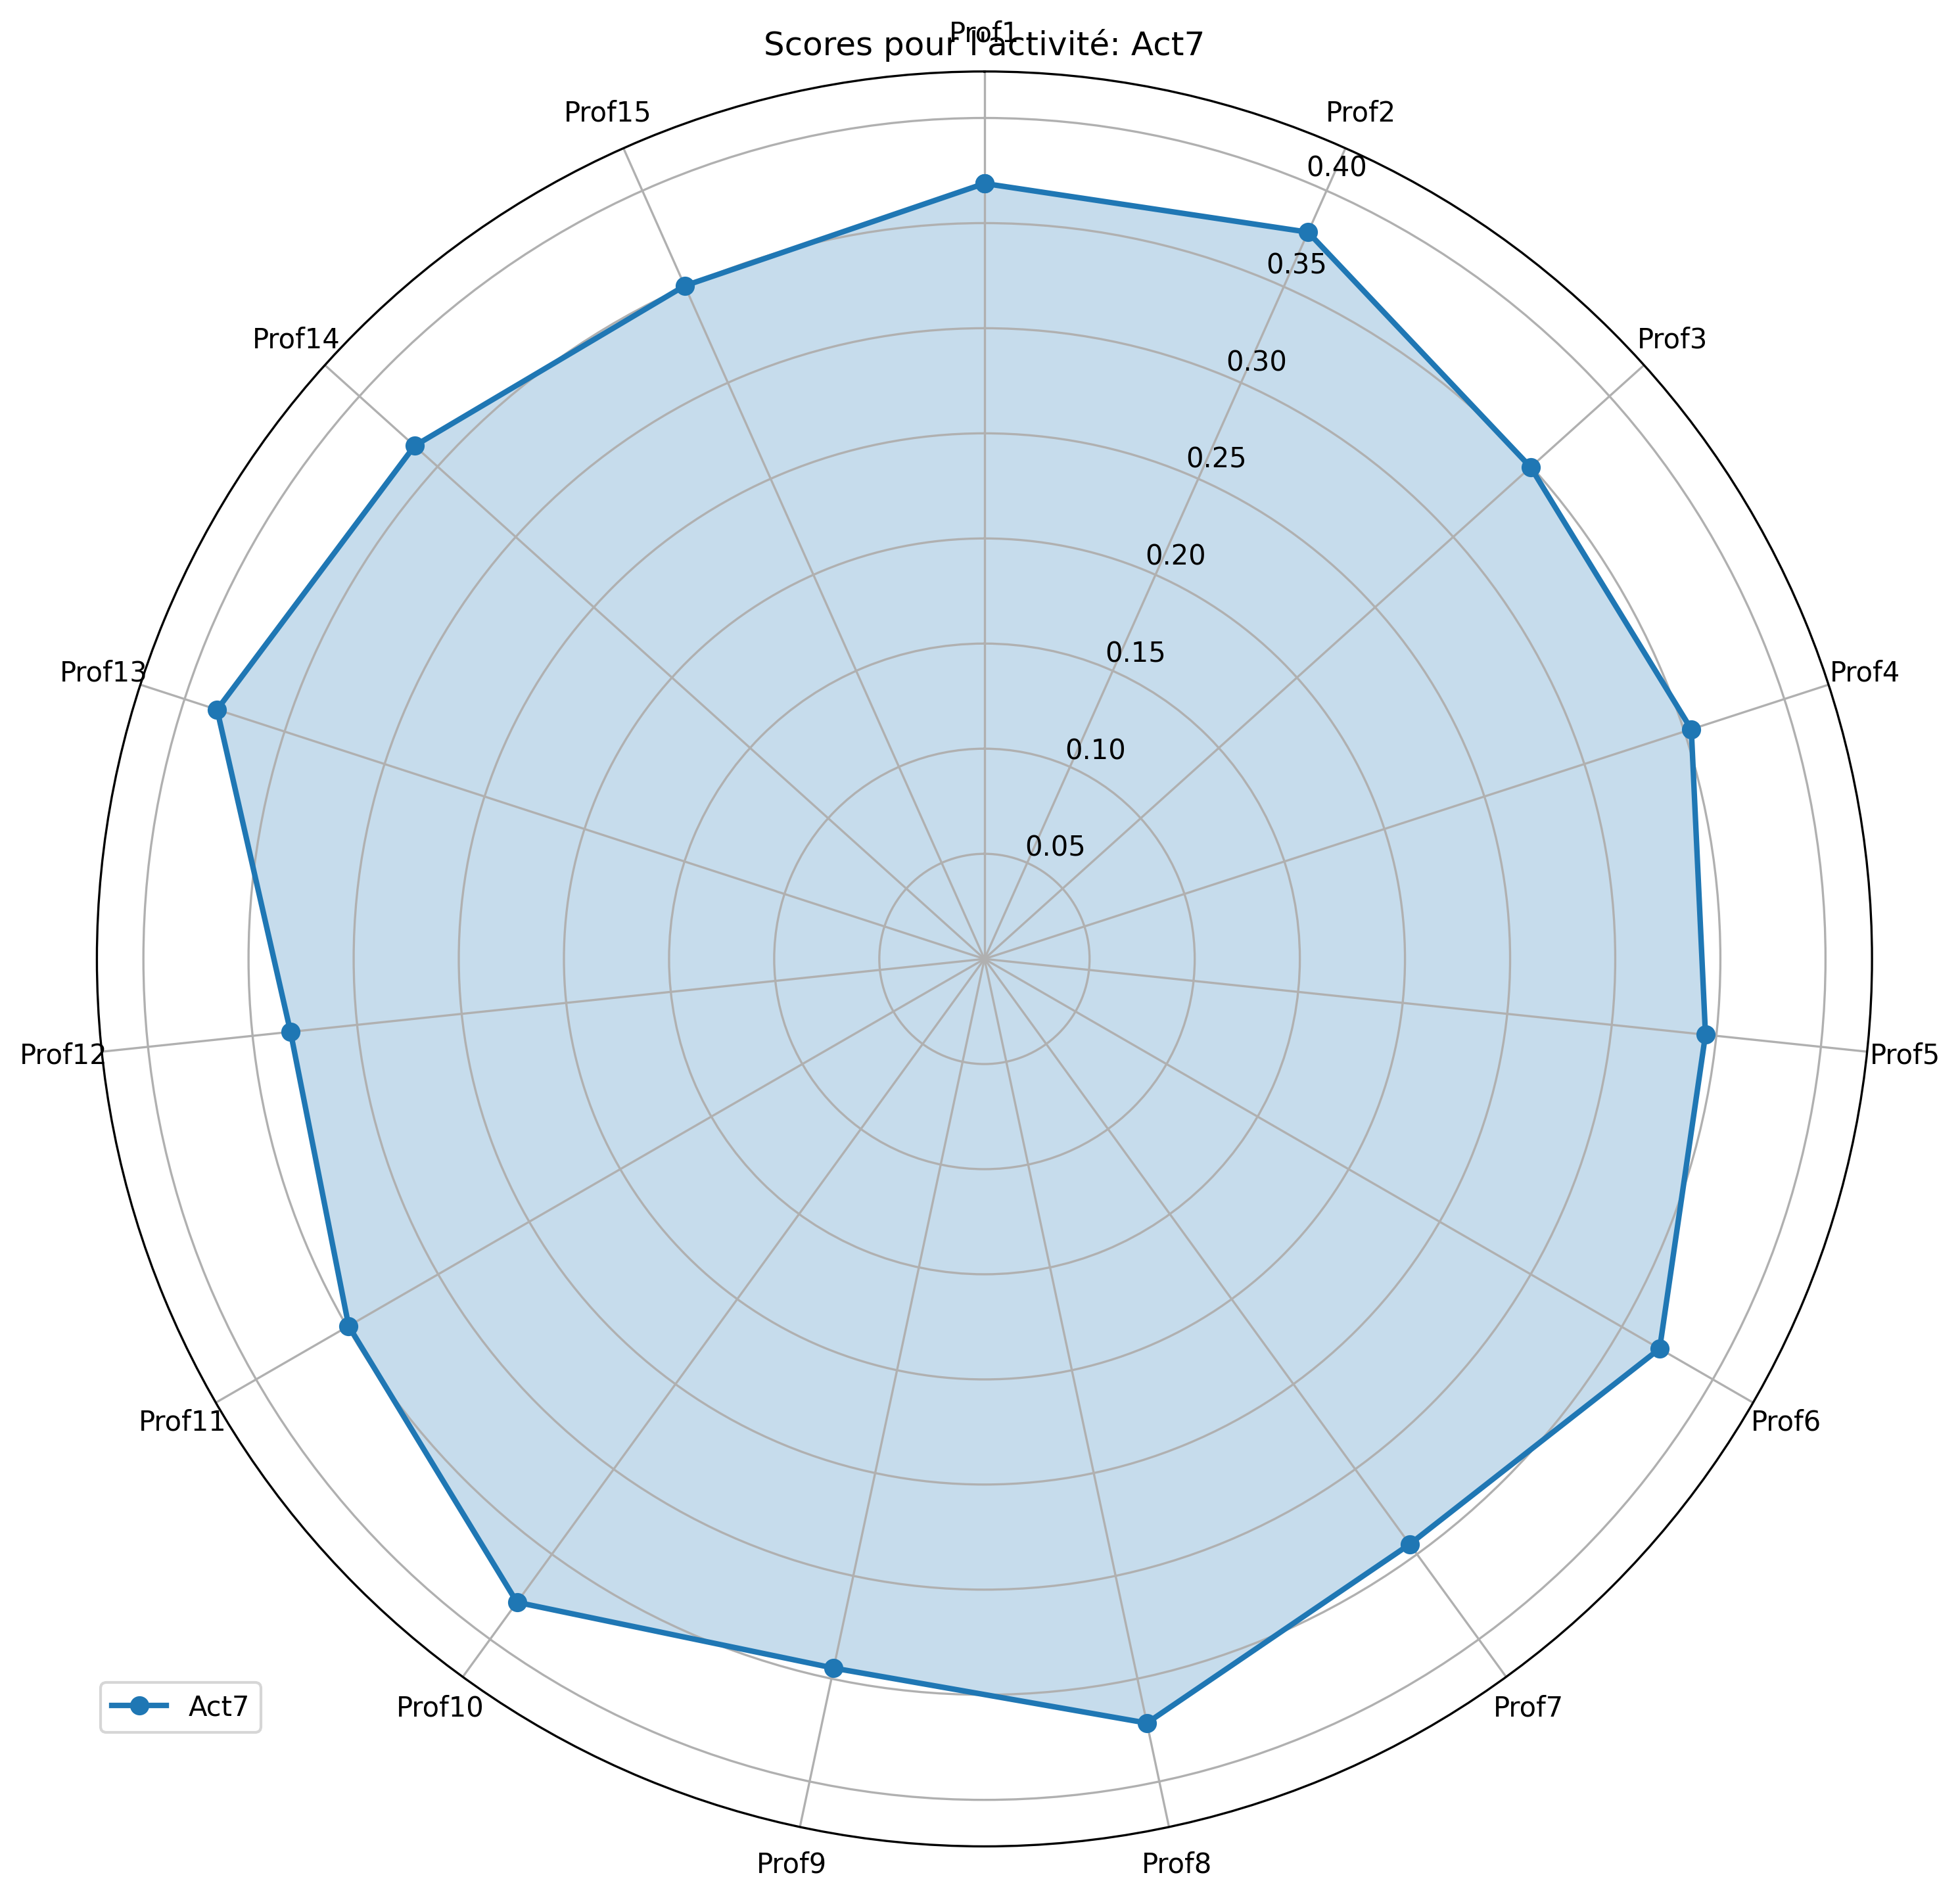 Prof1
Scores pour l'activité: Act7
Prof15
Prof2
0.40
0.35
Prof14
Prof3
0.30
0.25
0.20
0.15
Prof13
Prof4
0.10
0.05
Prof12
Prof5
Prof11
Prof6
Act7
Prof10
Prof7
Prof9
Prof8